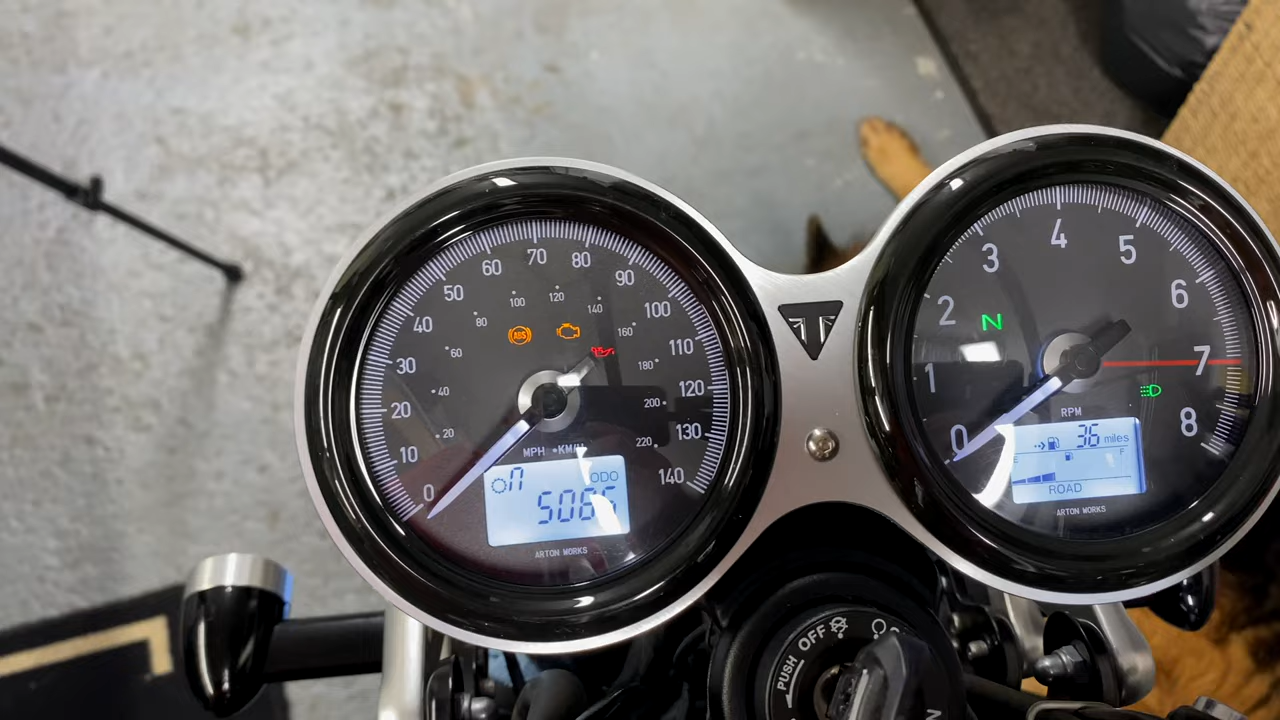 0
10
20
30
40
50
60
70
80
90
100
110
120
130
140
20
40
60
80
100
120
140
160
180
200
220
ABS
MPH •KM/H
n ODO
ARTON WORKS
0
1
2
3
4
5
6
7
8
N
RPM
36 miles
E F
ROAD
ARTON WORKS
PUSH
OFF